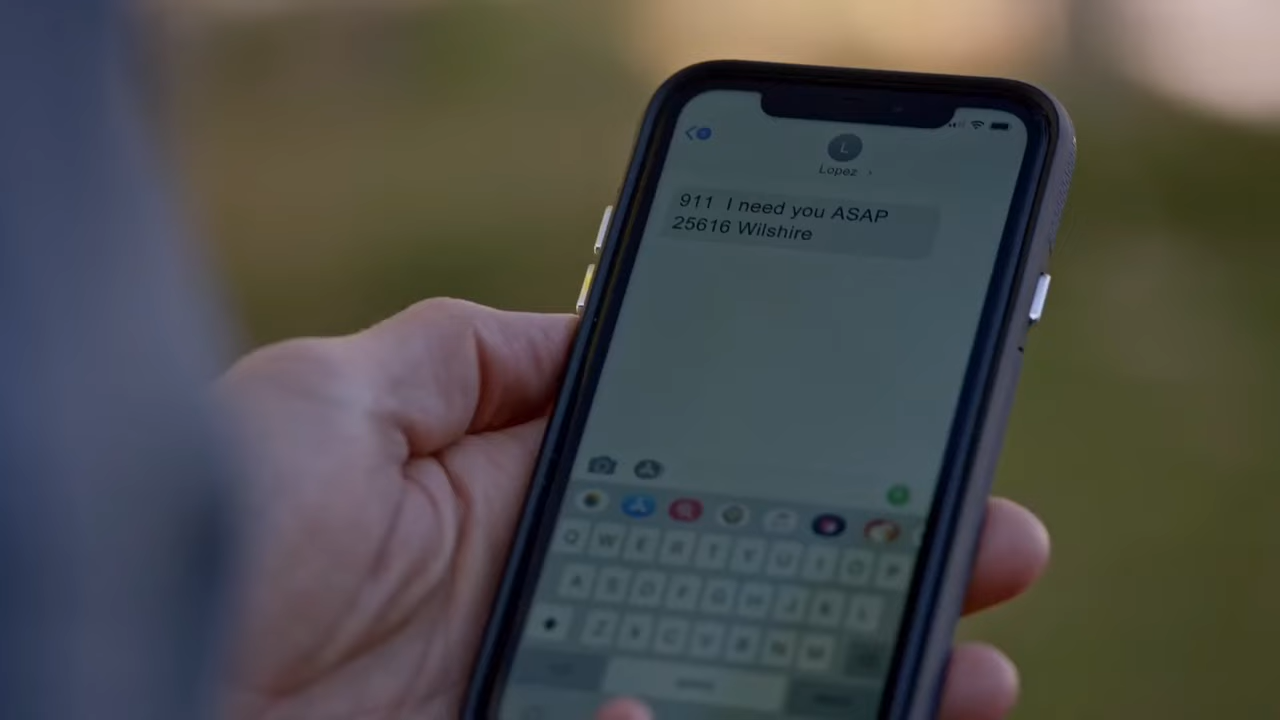 L
Lopez
911 I need you ASAP
25616 Wilshire
Q W E R T Y U I O P
A S D F G H J K L
Z X C V B N M